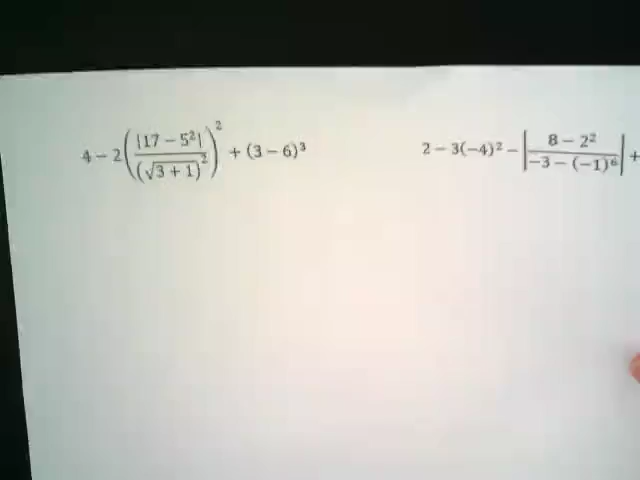 4 − 2(|17 − 5²| / (√3 + 1)²)² + (3 − 6)³
2 − 3(−4)² − |8 − 2² / −3 − (−1)⁶| +